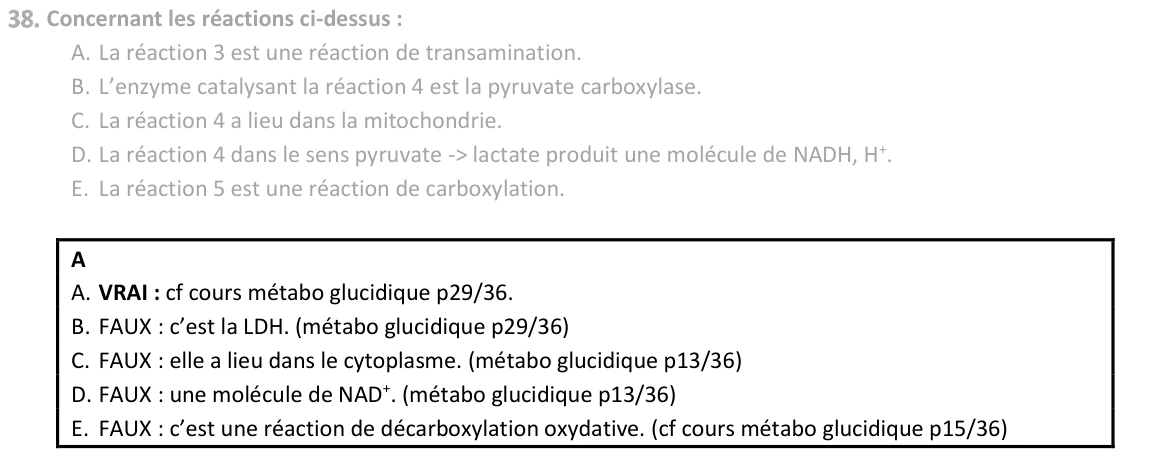 38. Concernant les réactions ci-dessus :
A. La réaction 3 est une réaction de transamination.
B. L’enzyme catalysant la réaction 4 est la pyruvate carboxylase.
C. La réaction 4 a lieu dans la mitochondrie.
D. La réaction 4 dans le sens pyruvate -> lactate produit une molécule de NADH, H⁺.
E. La réaction 5 est une réaction de carboxylation.
A
A. VRAI : cf cours métabo glucidique p29/36.
B. FAUX : c’est la LDH. (métabo glucidique p29/36)
C. FAUX : elle a lieu dans le cytoplasme. (métabo glucidique p13/36)
D. FAUX : une molécule de NAD⁺. (métabo glucidique p13/36)
E. FAUX : c’est une réaction de décarboxylation oxydative. (cf cours métabo glucidique p15/36)